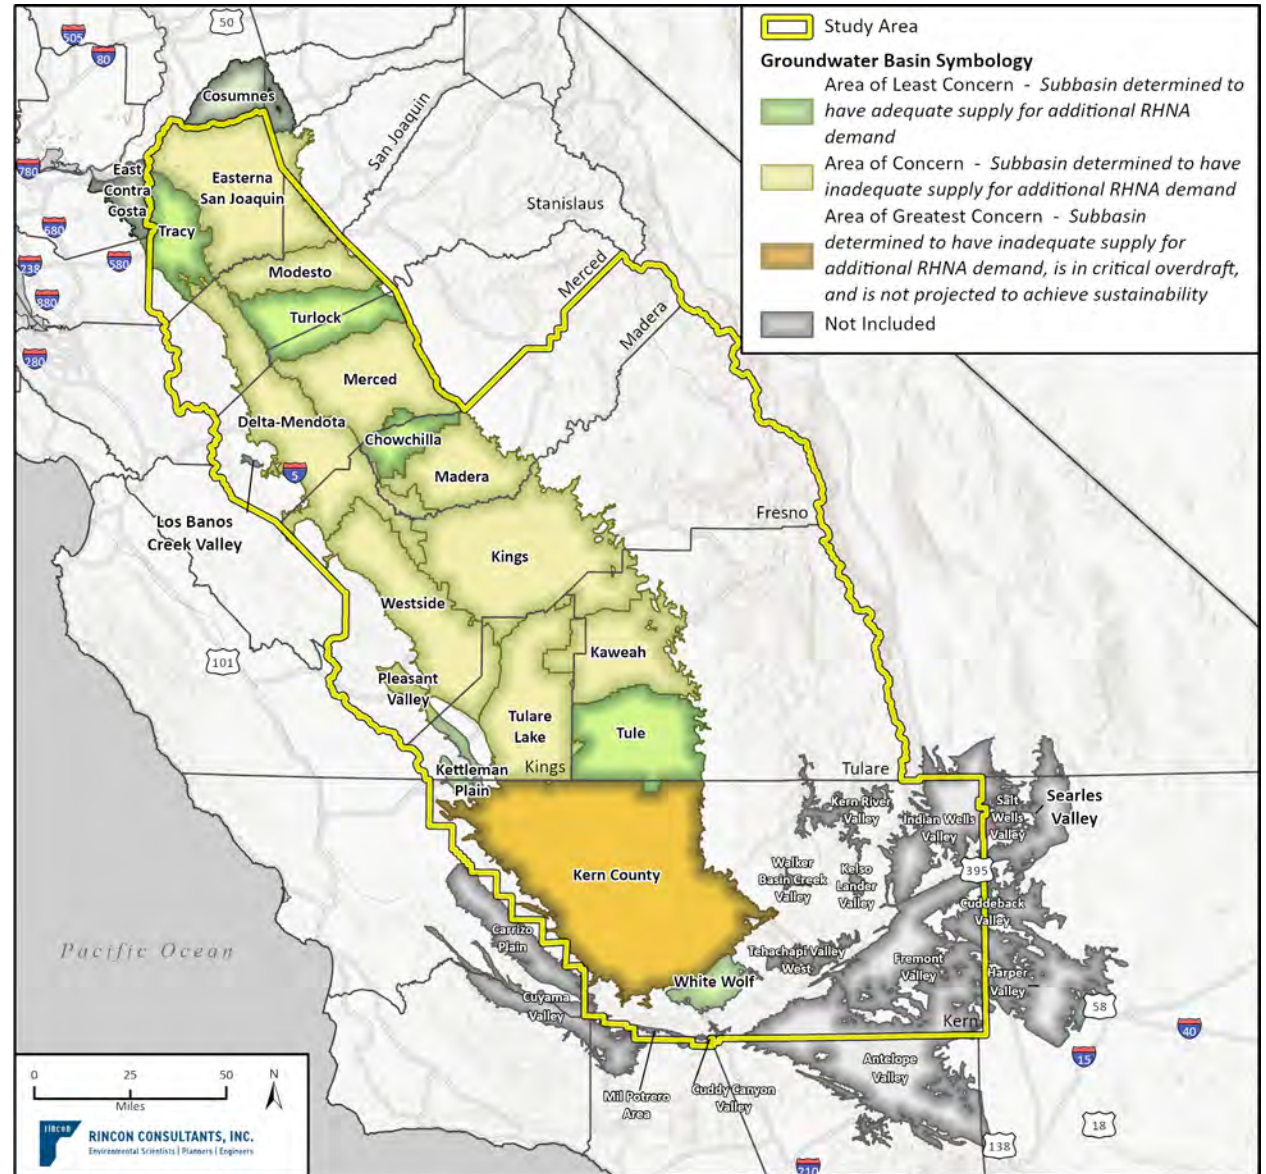 Study Area
Groundwater Basin Symbology
Area of Least Concern - Subbasin determined to
have adequate supply for additional RHNA
demand
Area of Concern - Subbasin determined to have
inadequate supply for additional RHNA demand
Area of Greatest Concern - Subbasin
determined to have inadequate supply for
additional RHNA demand, is in critical overdraft,
and is not projected to achieve sustainability
Not Included
50
505
80
Cosumnes
San Joaquin
780
East
Contra
Costa
Easterna
San Joaquin
Stanislaus
680
Tracy
238
580
Modesto
Merced
880
Turlock
Madera
280
Merced
Delta-Mendota
Chowchilla
5
Madera
Los Banos
Creek Valley
Fresno
Kings
Westside
101
Kaweah
Pleasant
Valley
Tulare
Lake
Tule
Kettleman
Plain
Kings
Tulare
Kern River
Valley
Indian Wells
Valley
Salt
Wells
Valley
Searles
Valley
Kern County
Walker
Basin Creek
Valley
Kelso
Lander
Valley
395
Cuddeback
Valley
Pacific Ocean
Carrizo
Plain
Tehachapi Valley
West
Fremont
Valley
Harper
Valley
White Wolf
Cuyama
Valley
Kern
58
40
15
Antelope
Valley
Mil Potrero
Area
Cuddy Canyon
Valley
18
138
210
0 25 50
Miles
N
RINCON
RINCON CONSULTANTS, INC.
Environmental Scientists | Planners | Engineers